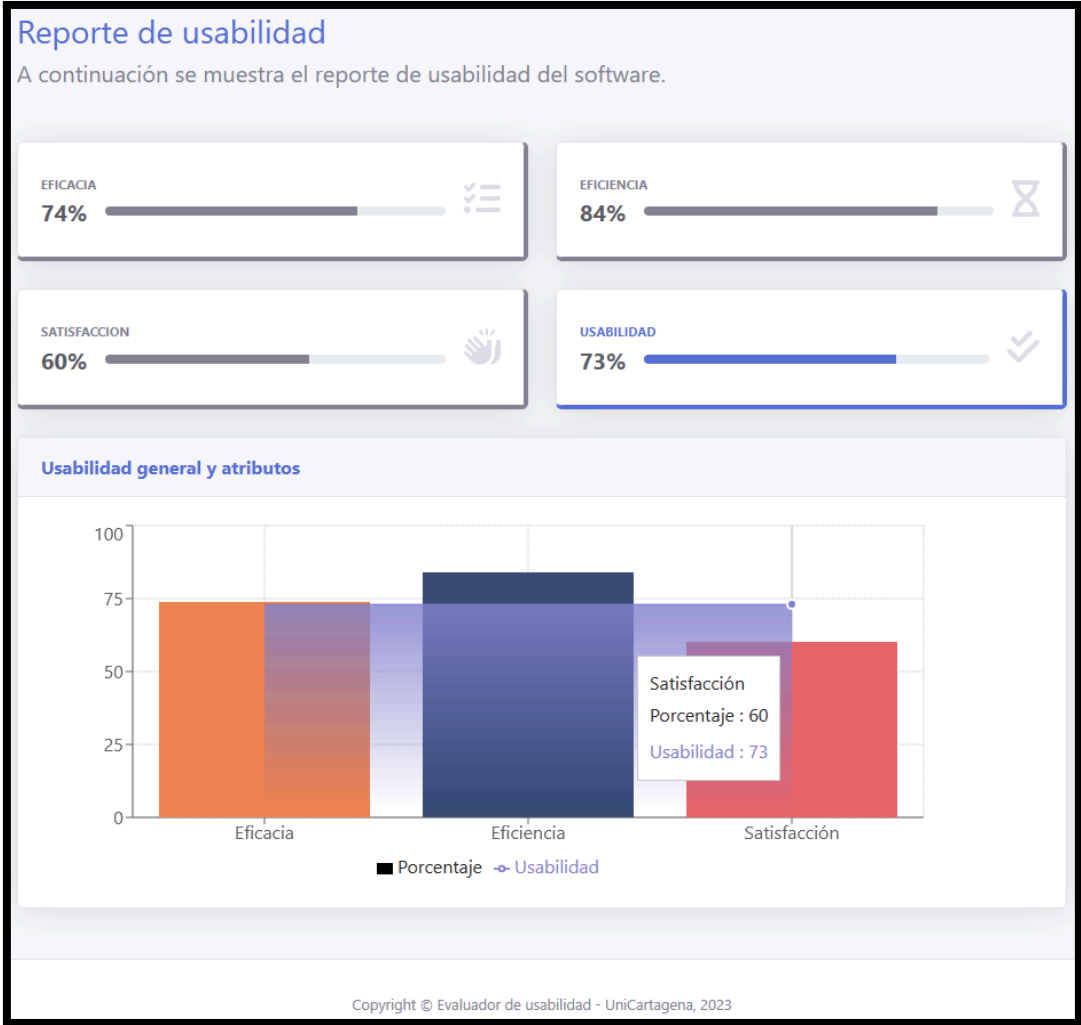 Reporte de usabilidad
A continuación se muestra el reporte de usabilidad del software.
EFICACIA
74%
EFICIENCIA
84%
SATISFACCION
60%
USABILIDAD
73%
Usabilidad general y atributos
100
75
50
25
0
Satisfacción
Porcentaje : 60
Usabilidad : 73
Eficacia
Eficiencia
Satisfacción
Porcentaje
Usabilidad
Copyright © Evaluador de usabilidad - UniCartagena, 2023